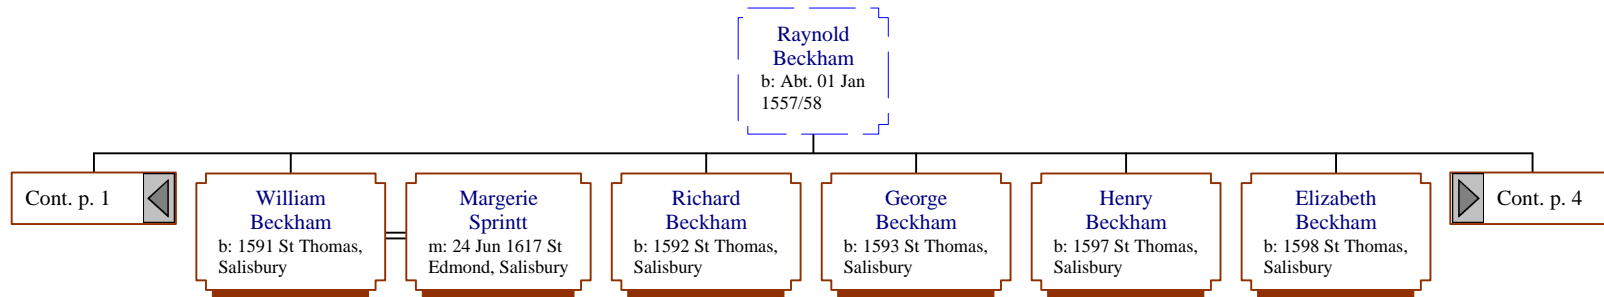 Raynold
Beckham
b: Abt. 01 Jan
1557/58
Cont. p. 1
William
Beckham
b: 1591 St Thomas,
Salisbury
Margerie
Sprintt
m: 24 Jun 1617 St
Edmond, Salisbury
Richard
Beckham
b: 1592 St Thomas,
Salisbury
George
Beckham
b: 1593 St Thomas,
Salisbury
Henry
Beckham
b: 1597 St Thomas,
Salisbury
Elizabeth
Beckham
b: 1598 St Thomas,
Salisbury
Cont. p. 4